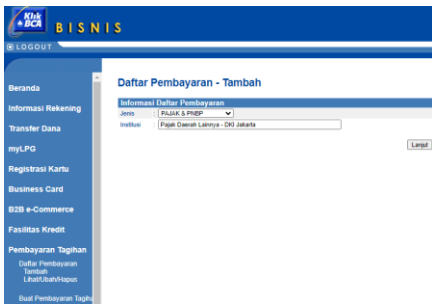 Klik
BCA
BISNIS
LOGOUT
Beranda
Informasi Rekening
Transfer Dana
myLPG
Registrasi Kartu
Business Card
B2B e-Commerce
Fasilitas Kredit
Pembayaran Tagihan
Daftar Pembayaran
Tambah
Lihat/Ubah/Hapus
Buat Pembayaran Tagiha
Daftar Pembayaran - Tambah
Informasi Daftar Pembayaran
Jenis : PAJAK & PNBP
Institusi : Pajak Daerah Lainnya - DKI Jakarta
Lanjut